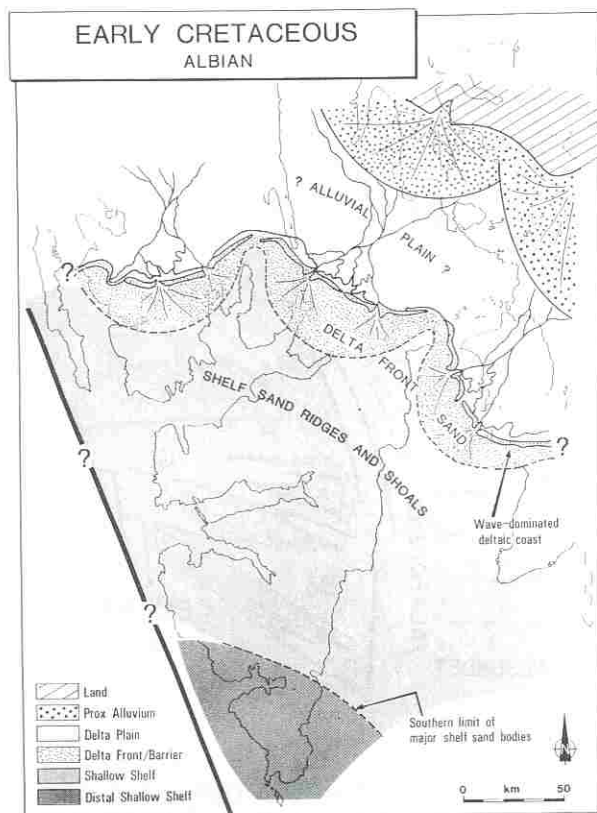 EARLY CRETACEOUS
ALBIAN
? ALLUVIAL
PLAIN ?
?
DELTA FRONT SAND
SHELF SAND RIDGES AND SHOALS
?
?
Wave-dominated
deltaic coast
?
Southern limit of
major shelf sand bodies
Land
Prox Alluvium
Delta Plain
Delta Front/Barrier
Shallow Shelf
Distal Shallow Shelf
N
0 km 50